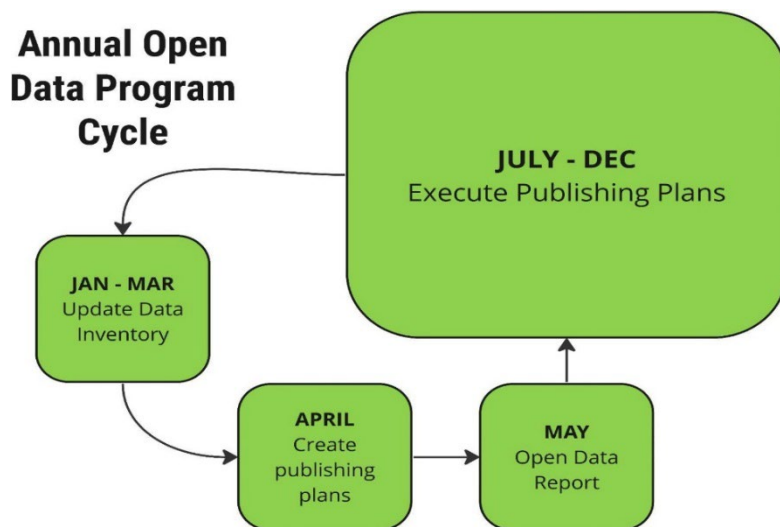 Annual Open
Data Program
Cycle
JULY - DEC
Execute Publishing Plans
JAN - MAR
Update Data
Inventory
APRIL
Create
publishing
plans
MAY
Open Data
Report